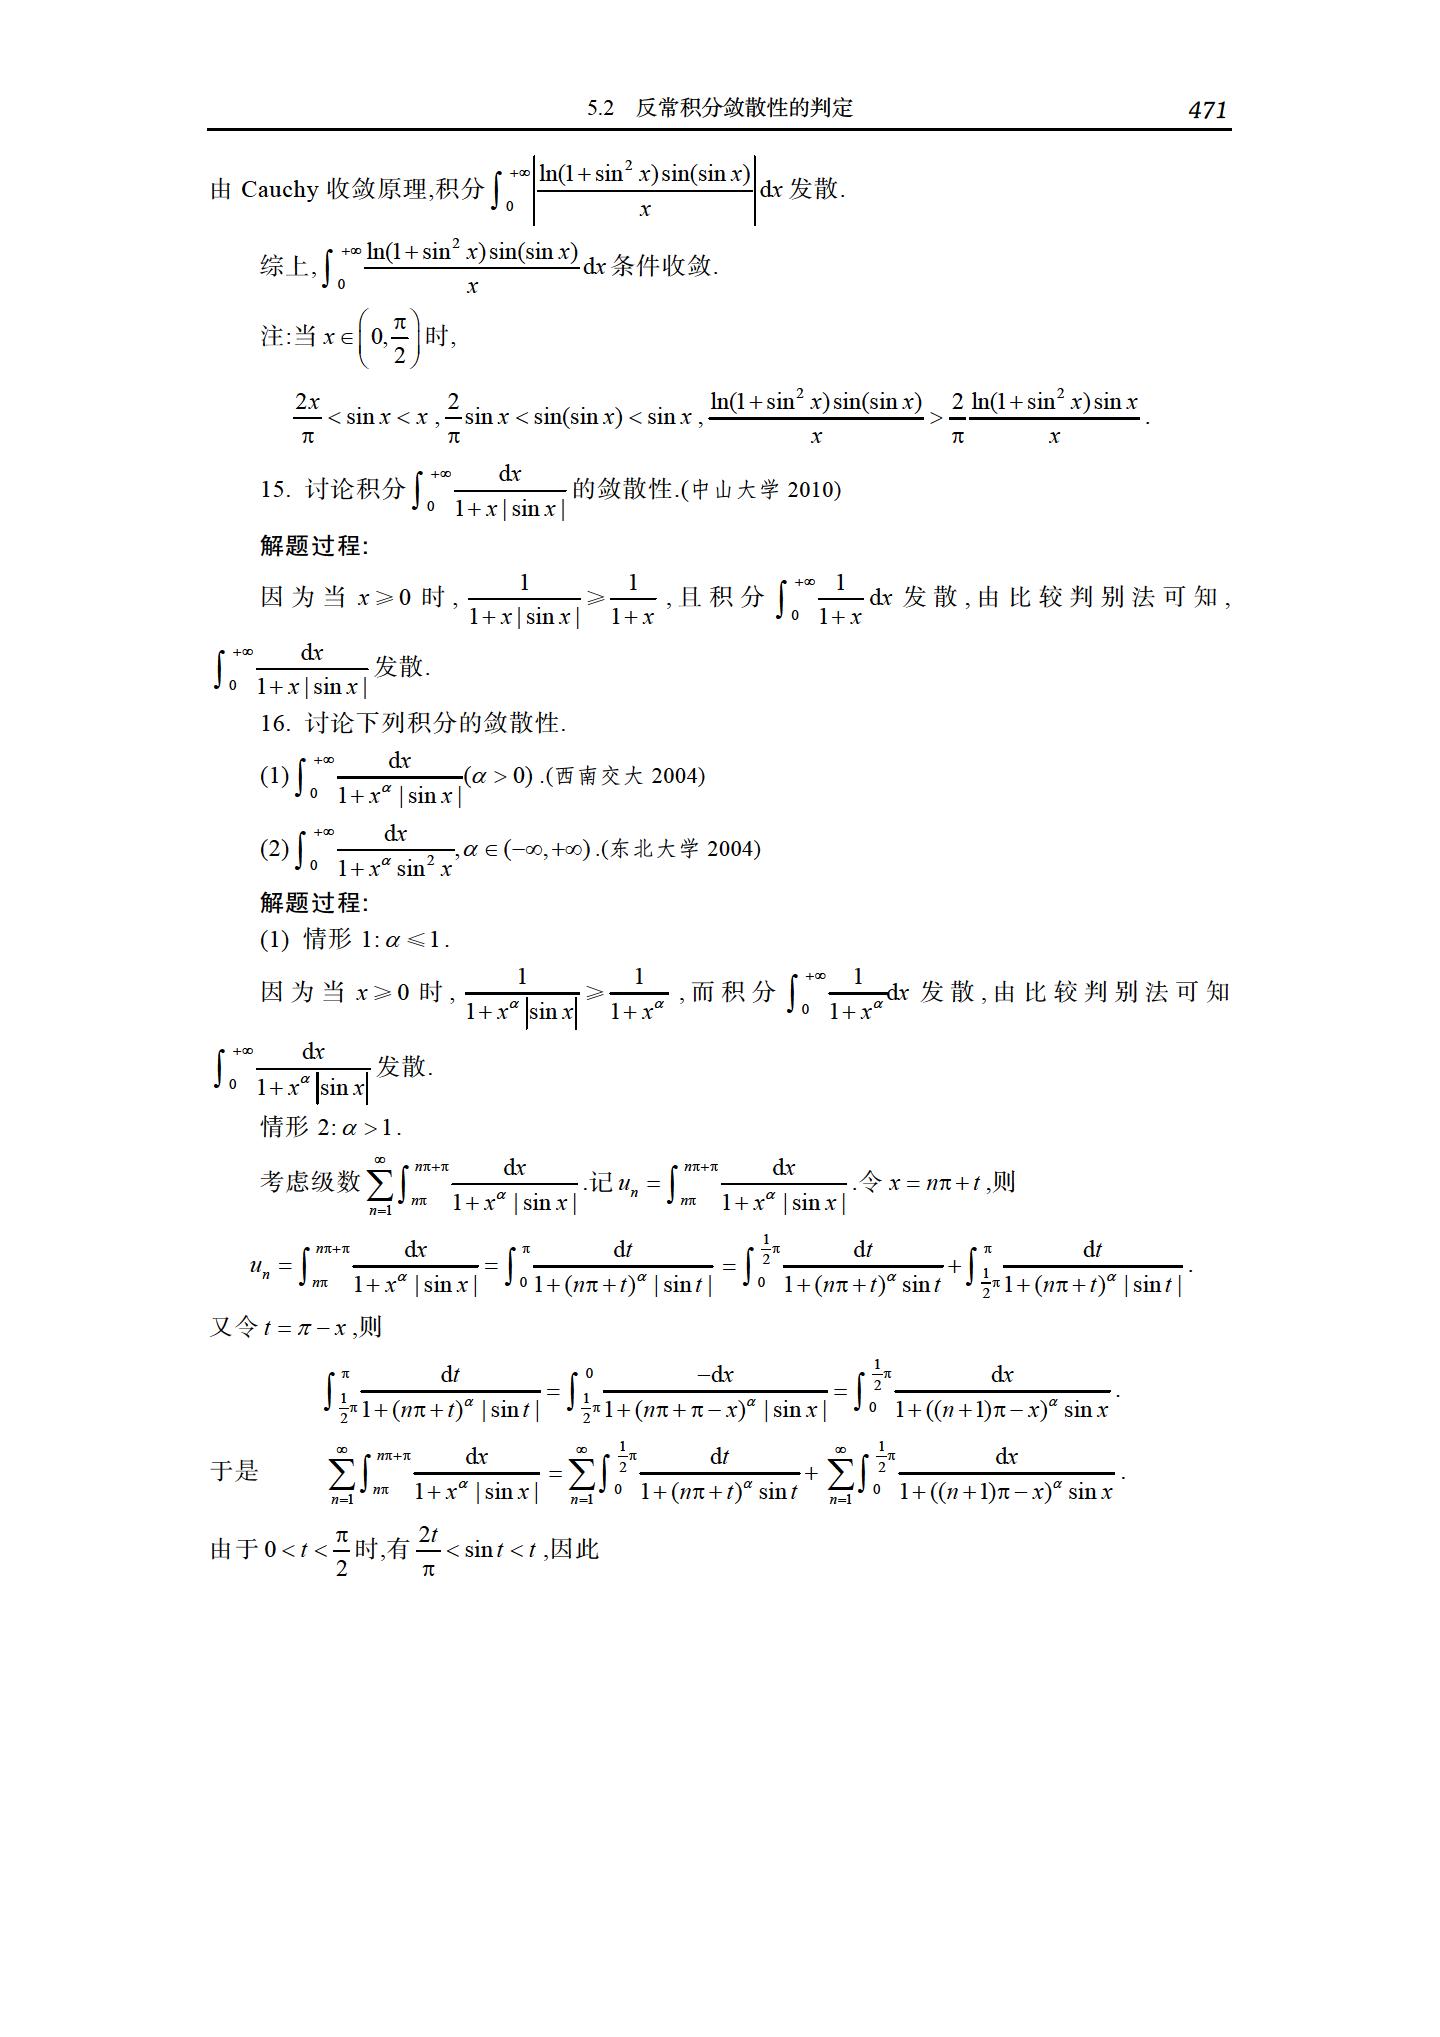 5.2 反常积分敛散性的判定 471
由 Cauchy 收敛原理,积分 $\int_0^{+\infty}\left|\frac{\ln(1+\sin^2 x)\sin(\sin x)}{x}\right|\mathrm{d}x$ 发散.
综上,$\int_0^{+\infty}\frac{\ln(1+\sin^2 x)\sin(\sin x)}{x}\mathrm{d}x$ 条件收敛.
注:当 $x\in\left(0,\frac{\pi}{2}\right)$ 时,
$\frac{2x}{\pi}<\sin x<x$ , $\frac{2}{\pi}\sin x<\sin(\sin x)<\sin x$ , $\frac{\ln(1+\sin^2 x)\sin(\sin x)}{x}>\frac{2}{\pi}\frac{\ln(1+\sin^2 x)\sin x}{x}$ .
15. 讨论积分 $\int_0^{+\infty}\frac{\mathrm{d}x}{1+x|\sin x|}$ 的敛散性.(中山大学 2010)
解题过程:
因为当 $x\geqslant 0$ 时, $\frac{1}{1+x|\sin x|}\geqslant\frac{1}{1+x}$ ,且积分 $\int_0^{+\infty}\frac{1}{1+x}\mathrm{d}x$ 发散,由比较判别法可知,
$\int_0^{+\infty}\frac{\mathrm{d}x}{1+x|\sin x|}$ 发散.
16. 讨论下列积分的敛散性.
(1) $\int_0^{+\infty}\frac{\mathrm{d}x}{1+x^\alpha|\sin x|}(\alpha>0)$ .(西南交大 2004)
(2) $\int_0^{+\infty}\frac{\mathrm{d}x}{1+x^\alpha\sin^2 x},\alpha\in(-\infty,+\infty)$ .(东北大学 2004)
解题过程:
(1) 情形 1: $\alpha\leqslant 1$ .
因为当 $x\geqslant 0$ 时, $\frac{1}{1+x^\alpha|\sin x|}\geqslant\frac{1}{1+x^\alpha}$ ,而积分 $\int_0^{+\infty}\frac{1}{1+x^\alpha}\mathrm{d}x$ 发散,由比较判别法可知
$\int_0^{+\infty}\frac{\mathrm{d}x}{1+x^\alpha|\sin x|}$ 发散.
情形 2: $\alpha>1$ .
考虑级数 $\sum_{n=1}^{\infty}\int_{n\pi}^{n\pi+\pi}\frac{\mathrm{d}x}{1+x^\alpha|\sin x|}$ .记 $u_n=\int_{n\pi}^{n\pi+\pi}\frac{\mathrm{d}x}{1+x^\alpha|\sin x|}$ .令 $x=n\pi+t$ ,则
$u_n=\int_{n\pi}^{n\pi+\pi}\frac{\mathrm{d}x}{1+x^\alpha|\sin x|}=\int_0^{\pi}\frac{\mathrm{d}t}{1+(n\pi+t)^\alpha|\sin t|}=\int_0^{\frac{1}{2}\pi}\frac{\mathrm{d}t}{1+(n\pi+t)^\alpha\sin t}+\int_{\frac{1}{2}\pi}^{\pi}\frac{\mathrm{d}t}{1+(n\pi+t)^\alpha|\sin t|}$ .
又令 $t=\pi-x$ ,则
$\int_{\frac{1}{2}\pi}^{\pi}\frac{\mathrm{d}t}{1+(n\pi+t)^\alpha|\sin t|}=\int_{\frac{1}{2}\pi}^{0}\frac{-\mathrm{d}x}{1+(n\pi+\pi-x)^\alpha|\sin x|}=\int_0^{\frac{1}{2}\pi}\frac{\mathrm{d}x}{1+((n+1)\pi-x)^\alpha\sin x}$ .
于是 $\sum_{n=1}^{\infty}\int_{n\pi}^{n\pi+\pi}\frac{\mathrm{d}x}{1+x^\alpha|\sin x|}=\sum_{n=1}^{\infty}\int_0^{\frac{1}{2}\pi}\frac{\mathrm{d}t}{1+(n\pi+t)^\alpha\sin t}+\sum_{n=1}^{\infty}\int_0^{\frac{1}{2}\pi}\frac{\mathrm{d}x}{1+((n+1)\pi-x)^\alpha\sin x}$ .
由于 $0<t<\frac{\pi}{2}$ 时,有 $\frac{2t}{\pi}<\sin t<t$ ,因此